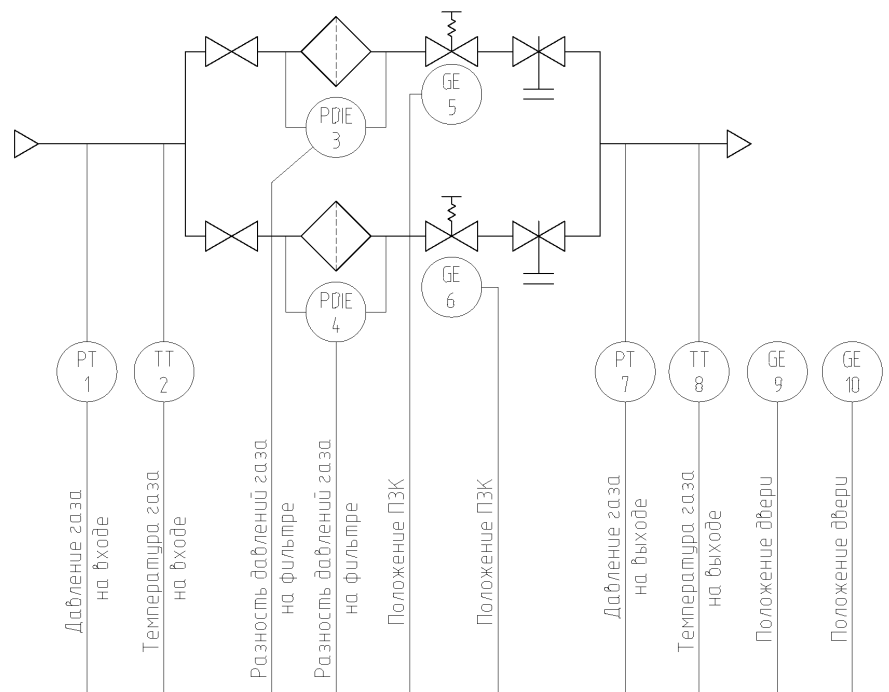 GE
5
PDIE
3
GE
6
PDIE
4
PT
1
TT
2
PT
7
TT
8
GE
9
GE
10
Давление газа
на входе
Температура газа
на входе
Разность давлений газа
на фильтре
Разность давлений газа
на фильтре
Положение ПЗК
Положение ПЗК
Давление газа
на выходе
Температура газа
на выходе
Положение двери
Положение двери